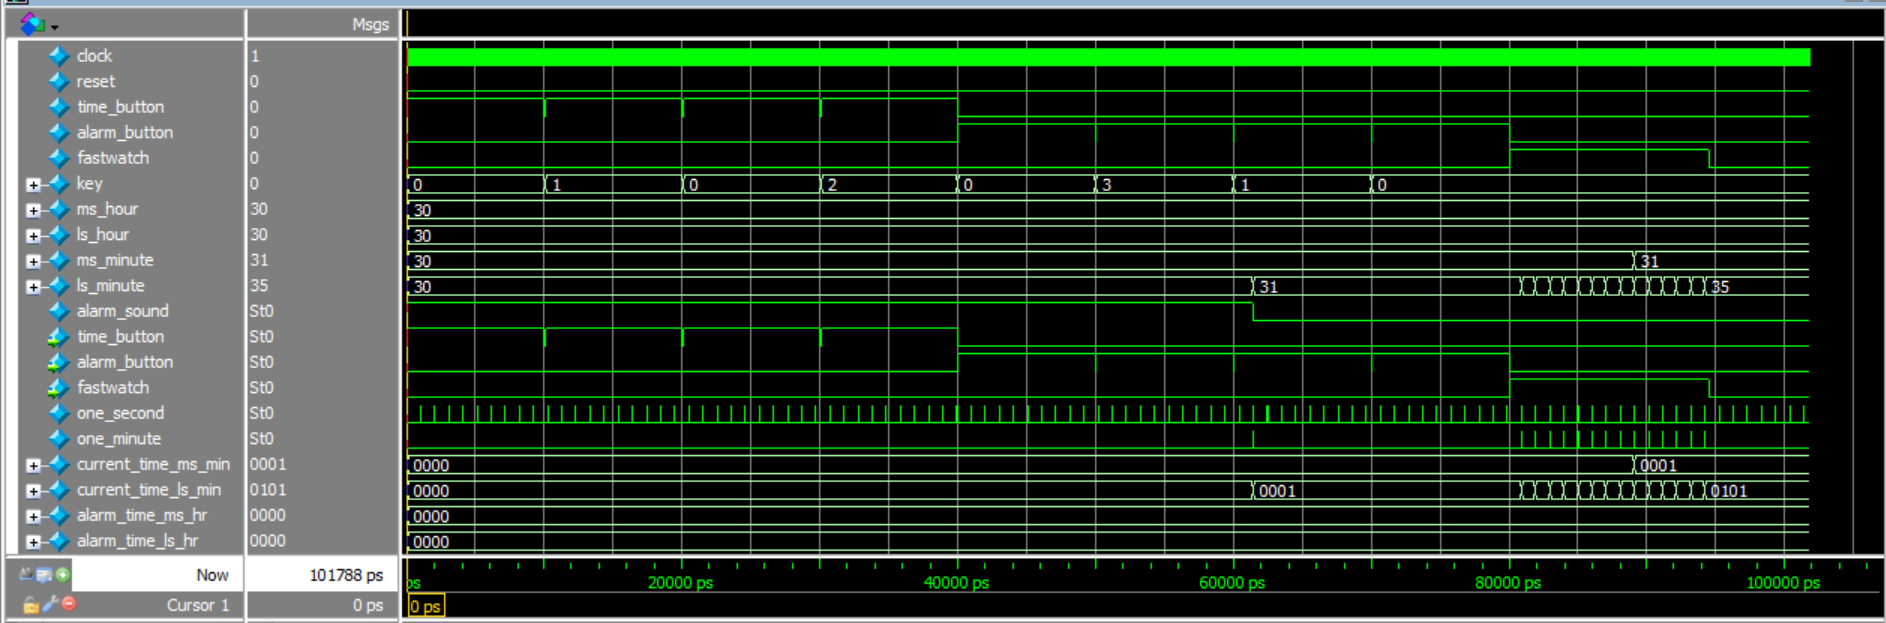 Msgs
clock 1
reset 0
time_button 0
alarm_button 0
fastwatch 0
key 0 0 1 0 2 0 3 1 0
ms_hour 30 30
ls_hour 30 30
ms_minute 31 30 31
ls_minute 35 30 31 35
alarm_sound St0
time_button St0
alarm_button St0
fastwatch St0
one_second St0
one_minute St0
current_time_ms_min 0001 0000 0001
current_time_ls_min 0101 0000 0001 0101
alarm_time_ms_hr 0000 0000
alarm_time_ls_hr 0000 0000
Now 101788 ps ps 20000 ps 40000 ps 60000 ps 80000 ps 100000 ps
Cursor 1 0 ps 0 ps